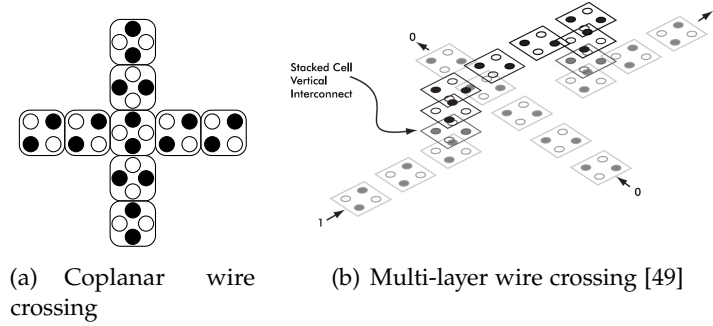 0
Stacked Cell
Vertical
Interconnect
1
0
(a) Coplanar wire
crossing
(b) Multi-layer wire crossing [49]